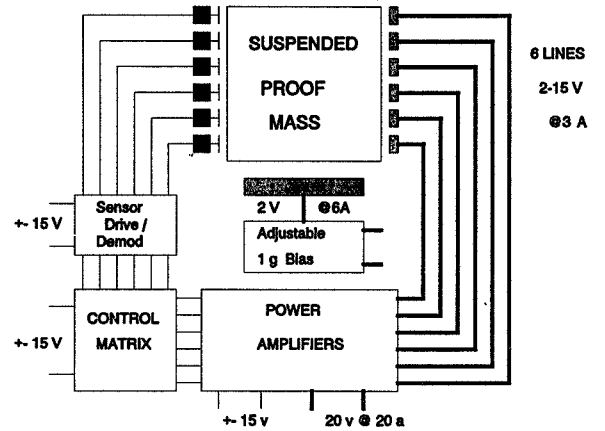 SUSPENDED
PROOF
MASS
6 LINES
2-15 V
@3 A
Sensor
Drive /
Demod
+- 15 V
2 V @6A
Adjustable
1 g Bias
CONTROL
MATRIX
+- 15 V
POWER
AMPLIFIERS
+- 15 v 20 v @ 20 a